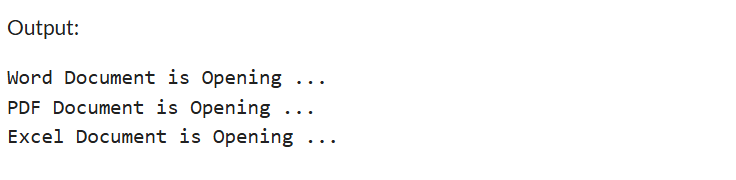 Output:
Word Document is Opening ...
PDF Document is Opening ...
Excel Document is Opening ...